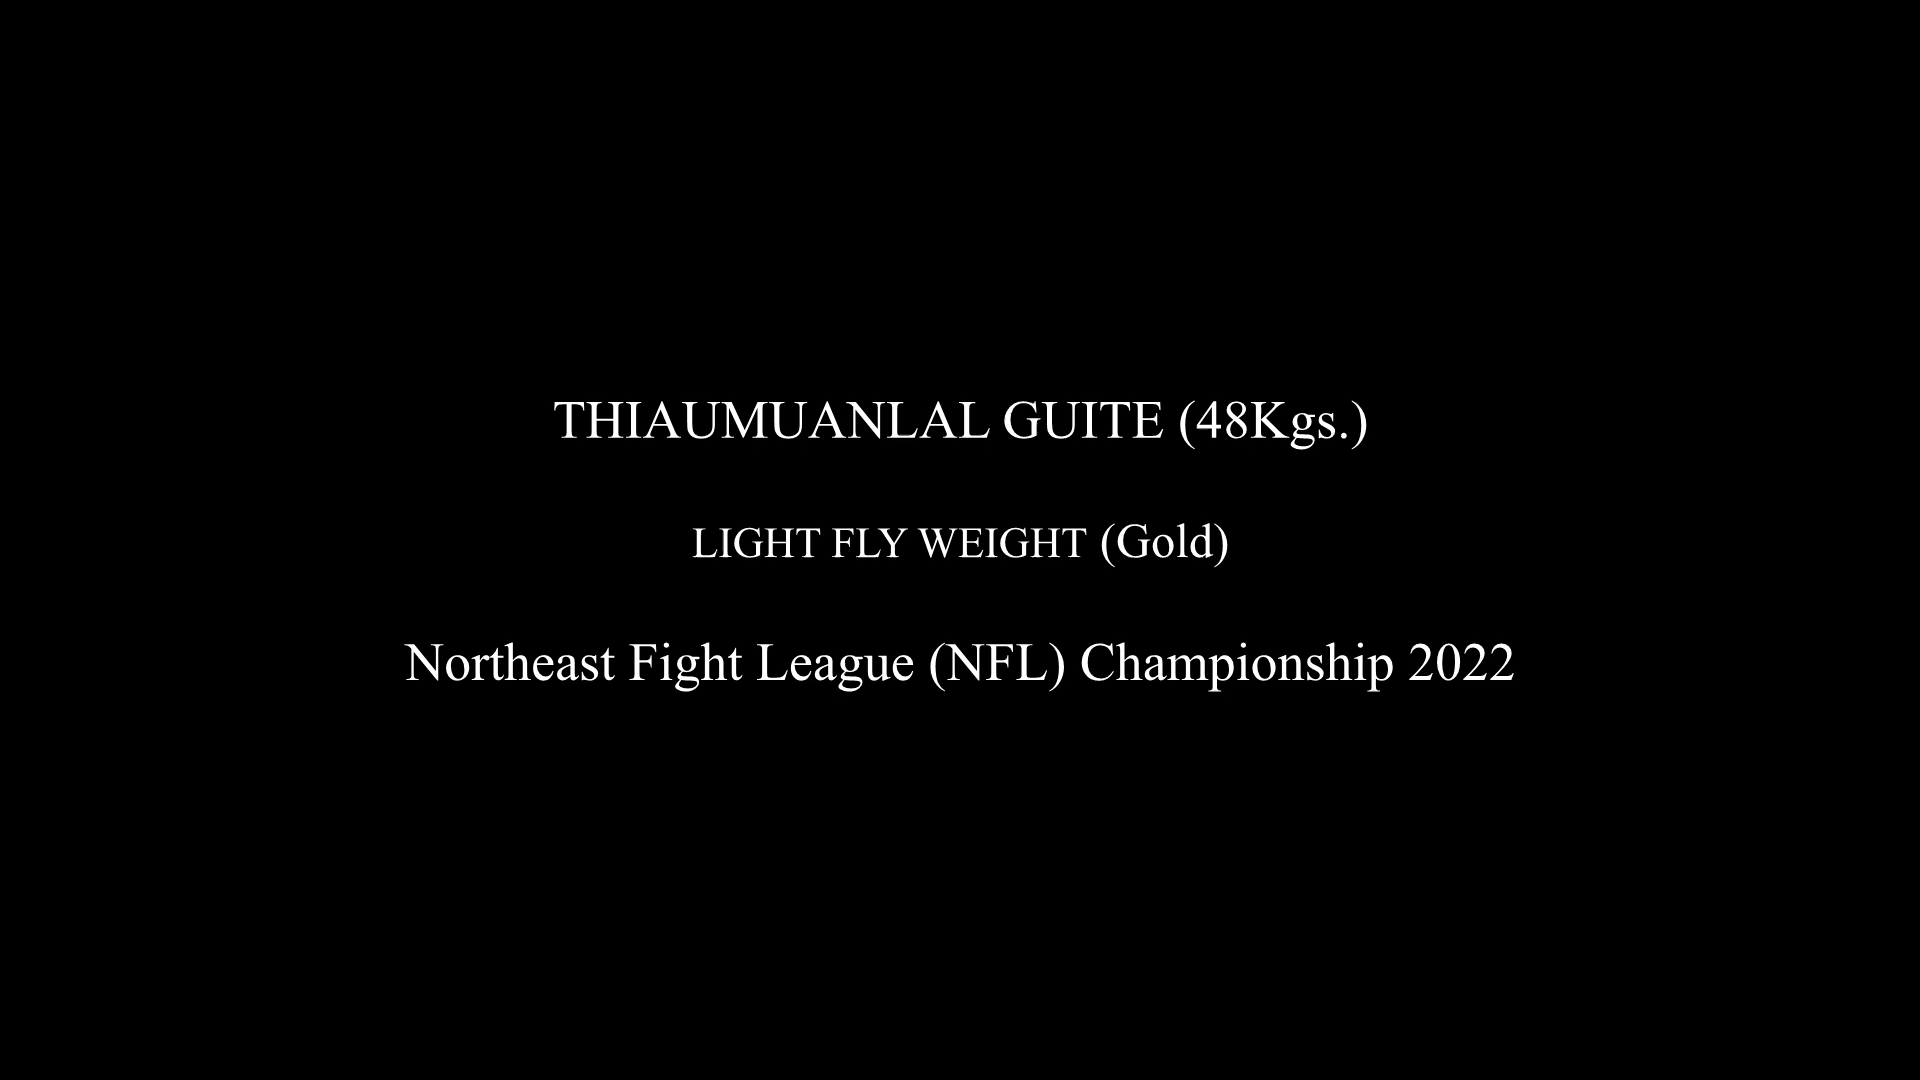 THIAUMUANLAL GUITE (48Kgs.)
LIGHT FLY WEIGHT (Gold)
Northeast Fight League (NFL) Championship 2022